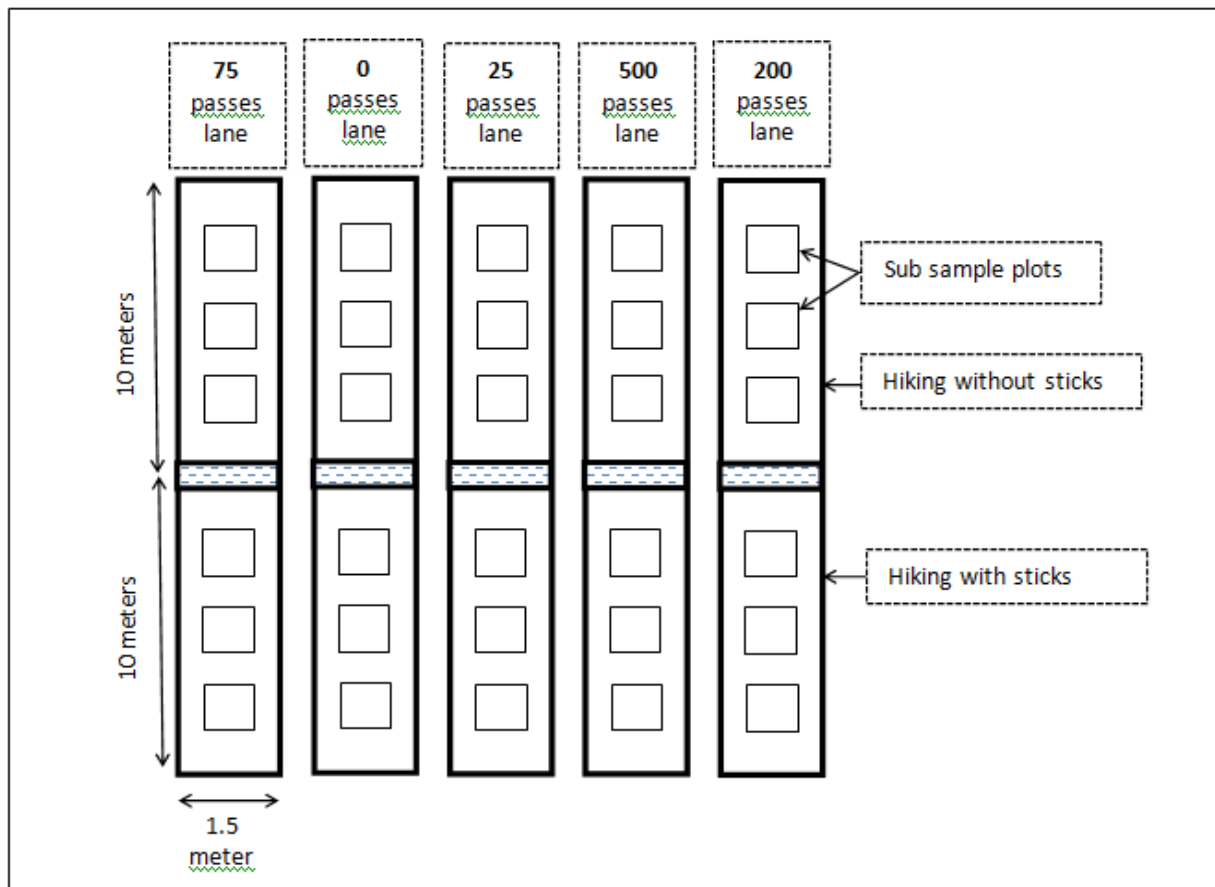 75
passes
lane
0
passes
lane
25
passes
lane
500
passes
lane
200
passes
lane
10 meters
Sub sample plots
Hiking without sticks
10 meters
Hiking with sticks
1.5
meter